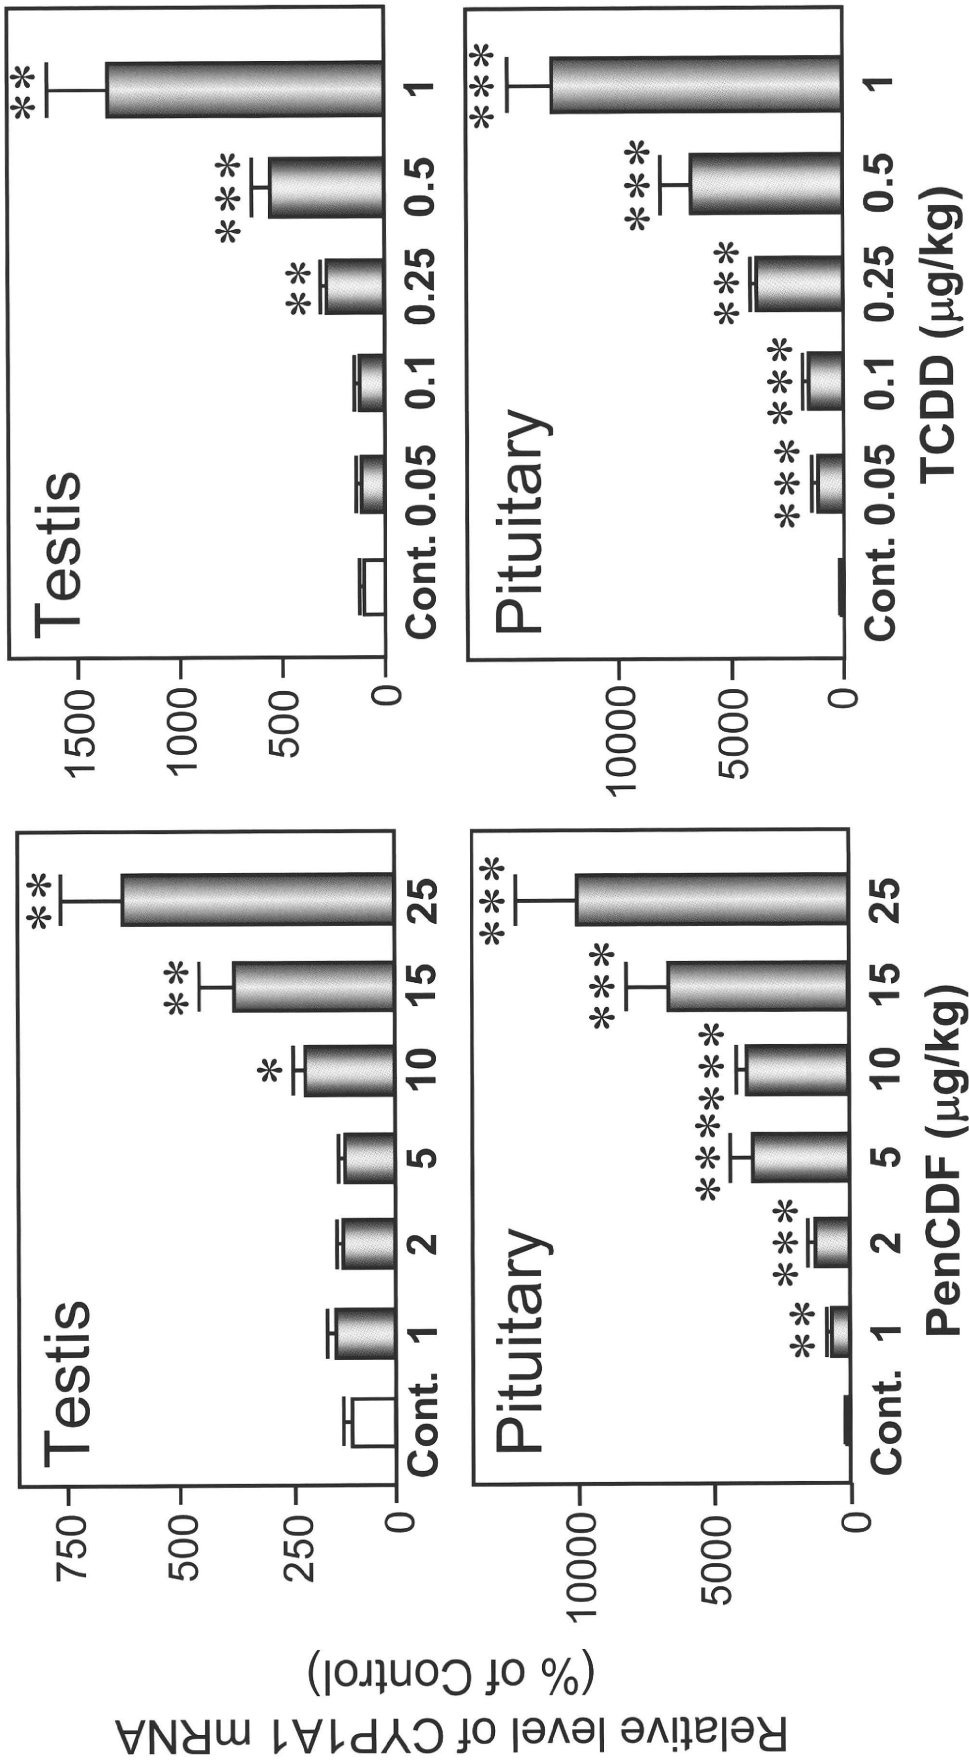 Relative level of CYP1A1 mRNA
(% of Control)
Testis
750
500
250
0
** 
**
*
Cont. 1 2 5 10 15 25
Testis
1500
1000
500
0
**
***
**
Cont. 0.05 0.1 0.25 0.5 1
Pituitary
10000
5000
0
**
***
***
***
***
***
Cont. 1 2 5 10 15 25
PenCDF (μg/kg)
Pituitary
10000
5000
0
***
***
***
***
***
Cont. 0.05 0.1 0.25 0.5 1
TCDD (μg/kg)